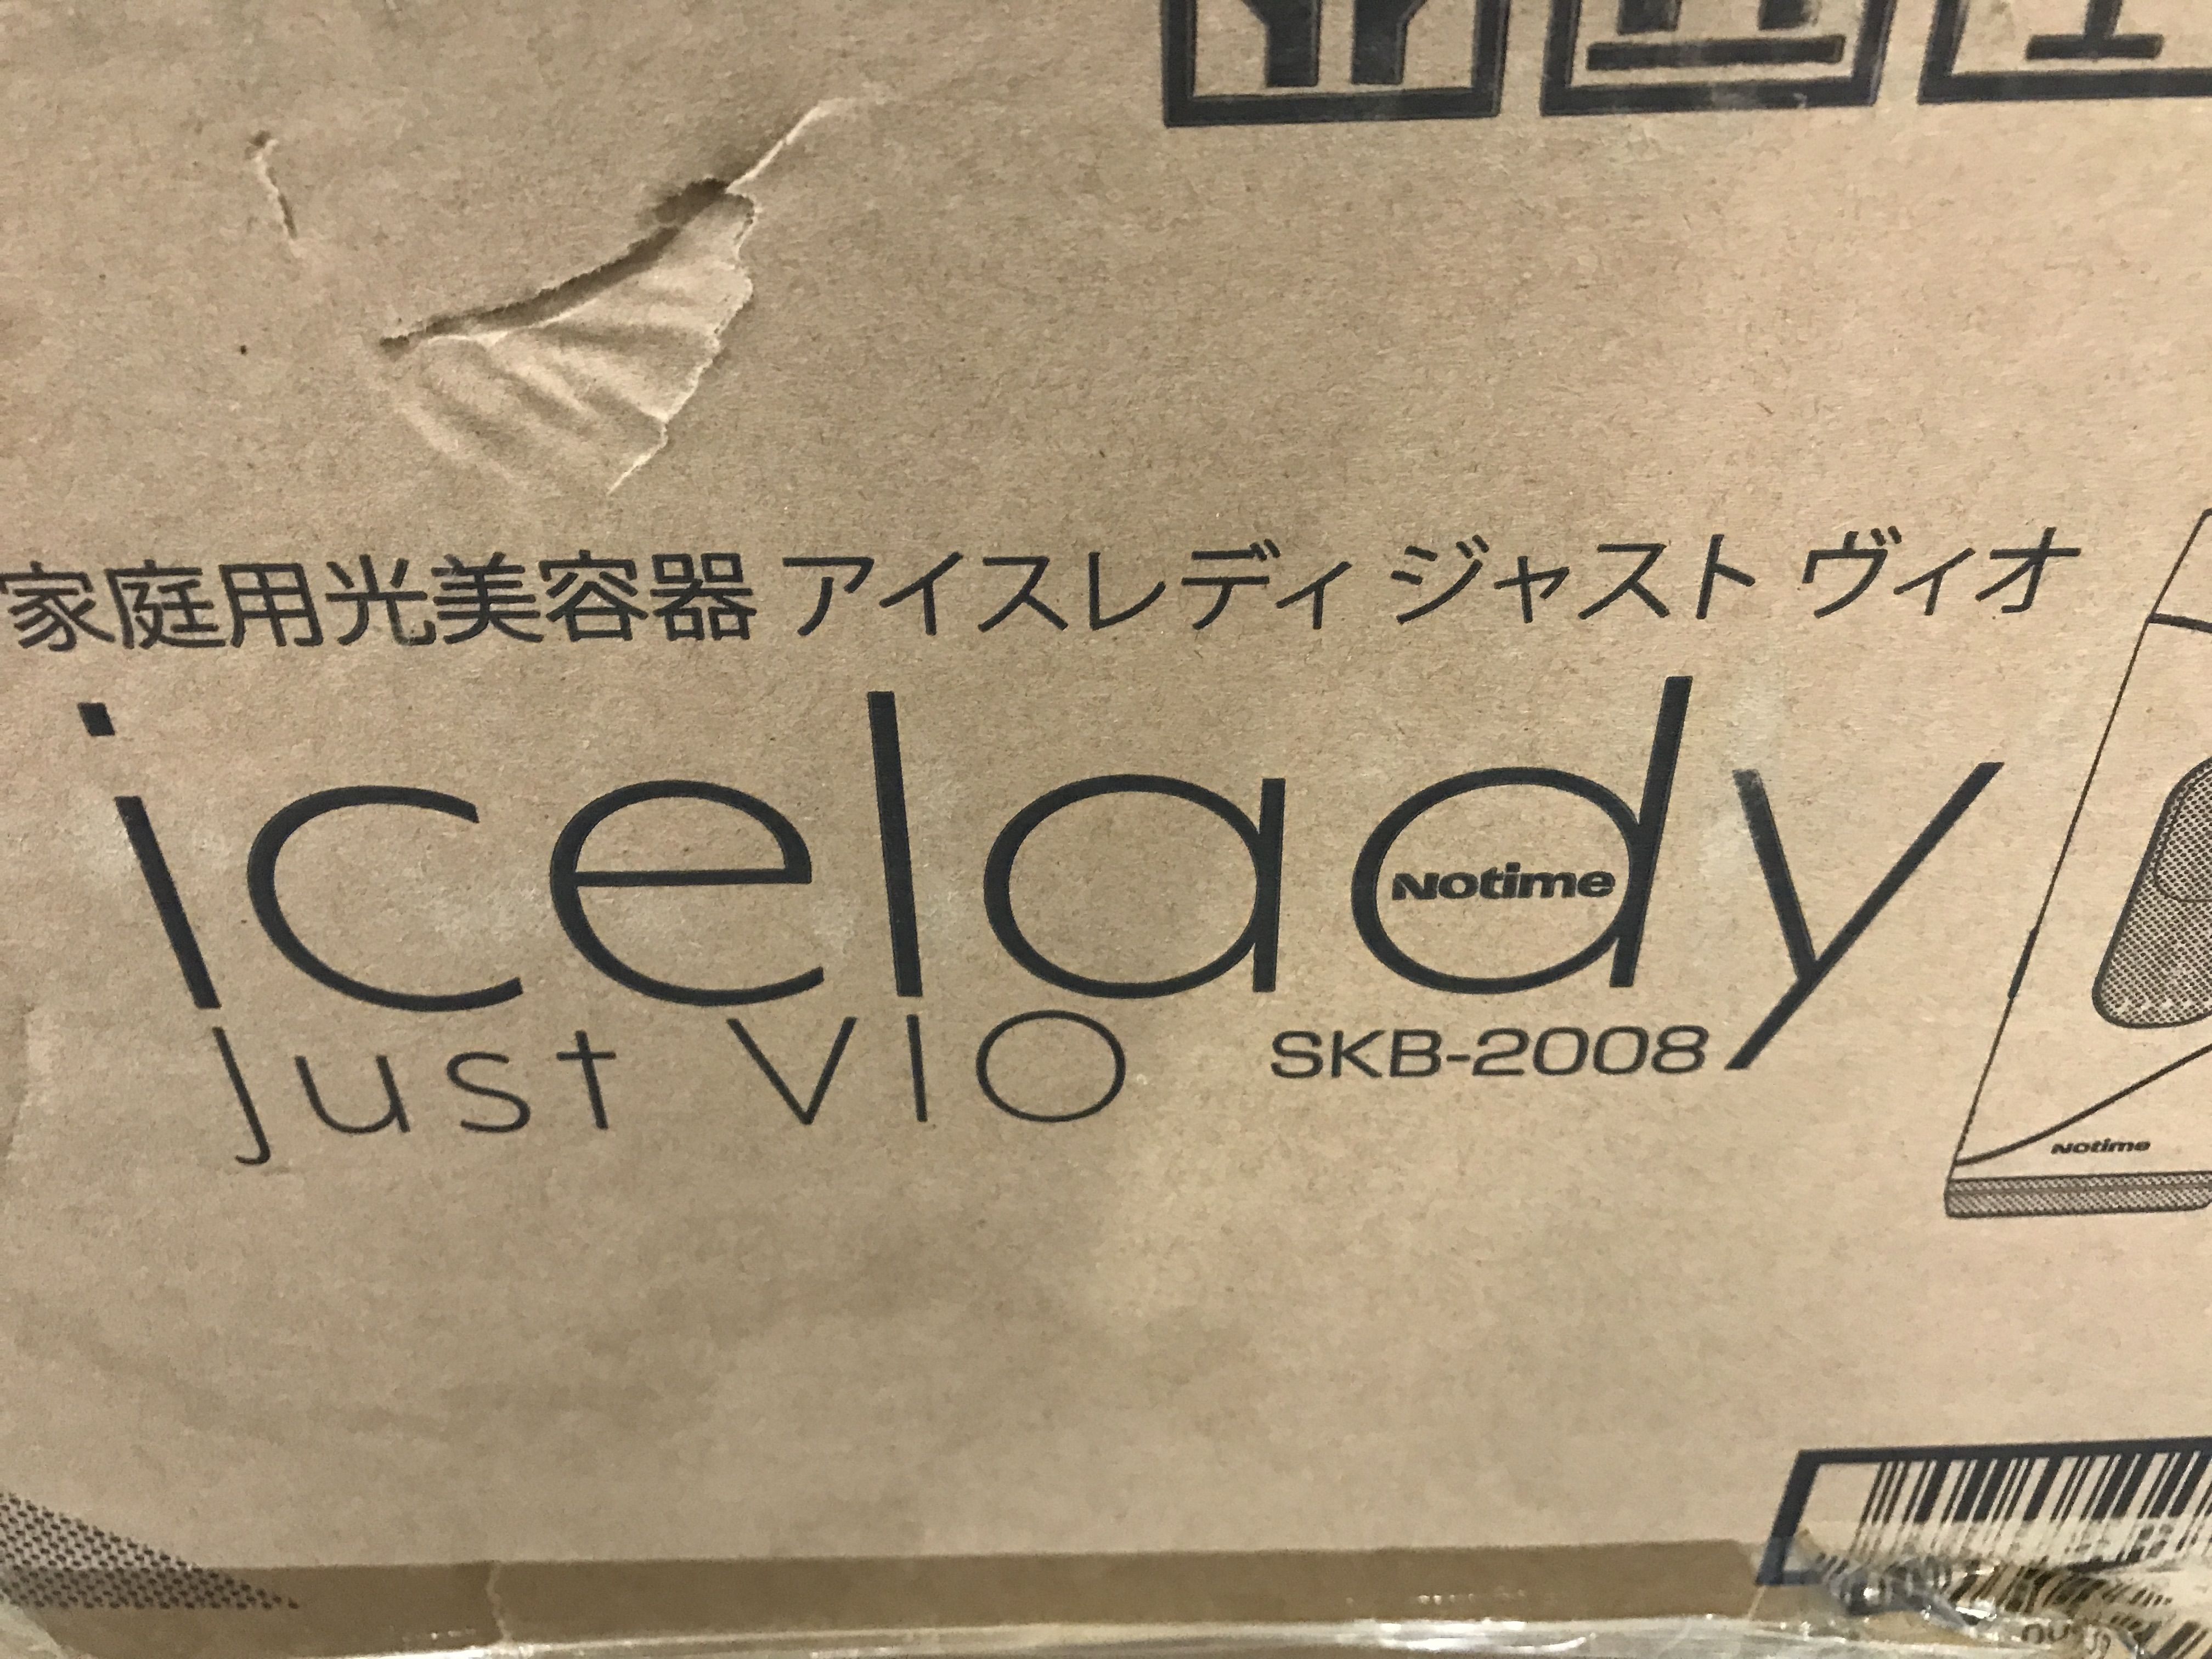 家庭用光美容器 アイスレディ ジャスト ヴィオ
icelady
Notime
just VIO SKB-2008
Notime